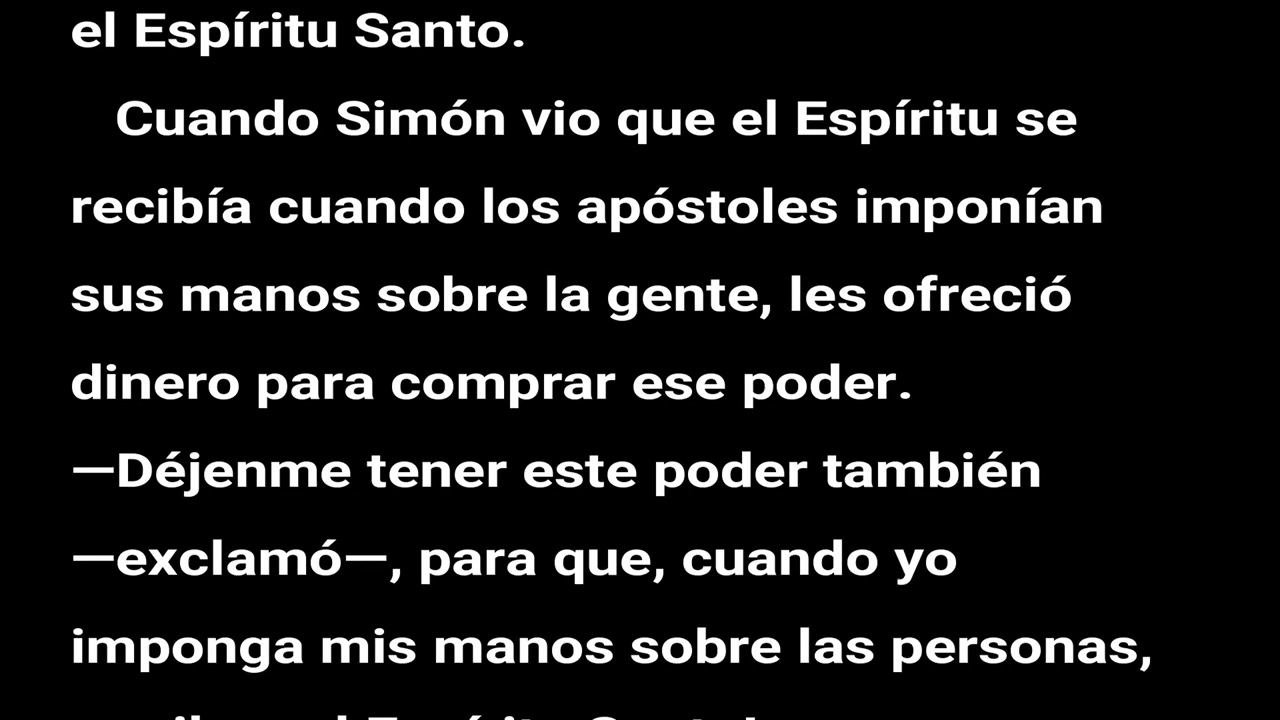 el Espíritu Santo.
Cuando Simón vio que el Espíritu se
recibía cuando los apóstoles imponían
sus manos sobre la gente, les ofreció
dinero para comprar ese poder.
—Déjenme tener este poder también
—exclamó—, para que, cuando yo
imponga mis manos sobre las personas,